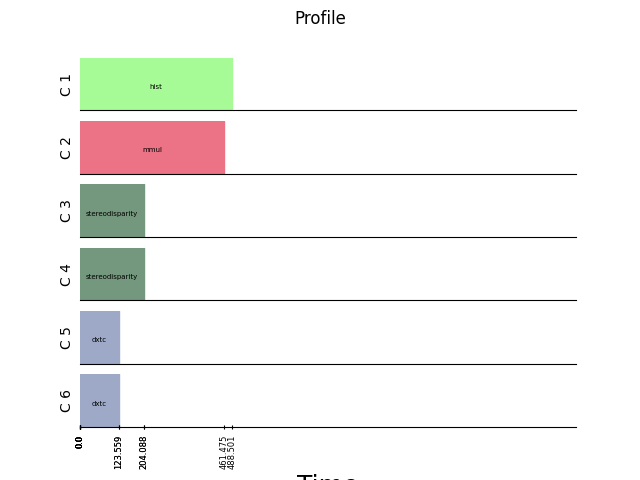 Profile
C 1
hist
C 2
mmul
C 3
stereodisparity
C 4
stereodisparity
C 5
dxtc
C 6
dxtc
0.0
123.559
204.088
461.475
488.501
Time